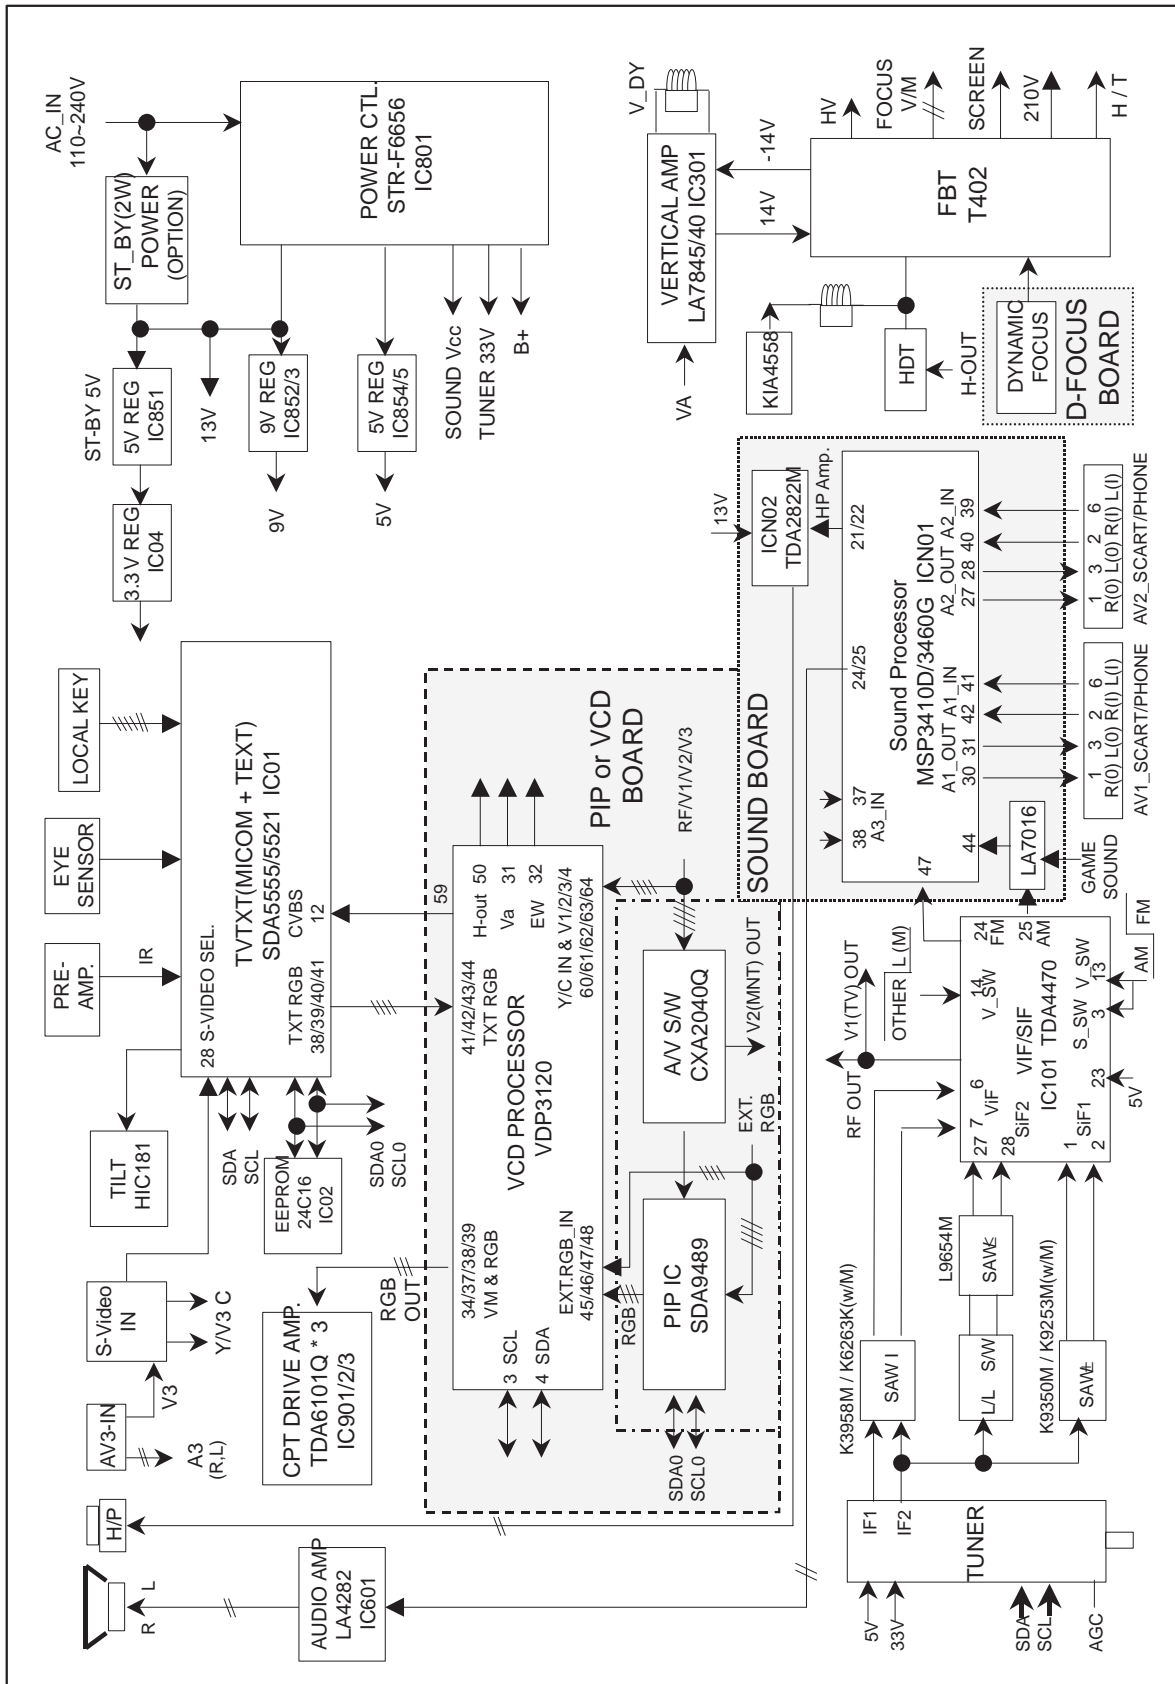 AC_IN
110~240V
ST_BY(2W)
POWER
(OPTION)
POWER CTL.
STR-F6656
IC801
ST-BY 5V
5V REG
IC851
13V
9V REG
IC852/3
5V REG
IC854/5
SOUND Vcc
TUNER 33V
B+
3.3 V REG
IC04
9V
5V
V_DY
VERTICAL AMP
LA7845/40 IC301
VA
14V
-14V
HV
FOCUS
V/M
SCREEN
210V
H / T
FBT
T402
KIA4558
HDT
H-OUT
DYNAMIC
FOCUS
D-FOCUS
BOARD
LOCAL KEY
EYE
SENSOR
PRE-
AMP.
IR
TVTXT(MICOM + TEXT)
SDA5555/5521 IC01
28 S-VIDEO SEL.
TXT RGB
38/39/40/41
CVBS
12
TILT
HIC181
SDA
SCL
EEPROM
24C16
IC02
SDA0
SCL0
S-Video
IN
Y/V3 C
V3
AV3-IN
A3
(R,L)
H/P
R L
AUDIO AMP
LA4282
IC601
CPT DRIVE AMP.
TDA6101Q * 3
IC901/2/3
RGB
OUT
PIP or VCD
BOARD
59
H-out 50
Va 31
EW 32
41/42/43/44
TXT RGB
Y/C IN & V1/2/3/4
60/61/62/63/64
VCD PROCESSOR
VDP3120
34/37/38/39
VM & RGB
EXT.RGB_IN
45/46/47/48
3 SCL
4 SDA
RF/V1/V2/V3
A/V S/W
CXA2040Q
V2(MNT) OUT
EXT.
RGB
RGB
PIP IC
SDA9489
SDA0
SCL0
SOUND BOARD
13V
ICN02
TDA2822M
HP Amp.
21/22
24/25
Sound Processor
MSP3410D/3460G ICN01
38 37
A3_IN
47
44
A1_OUT A1_IN
30 31 42 41
A2_OUT A2_IN
27 28 40 39
LA7016
GAME
SOUND
1 3 2 6
R(0) L(0) R(I) L(I)
AV1_SCART/PHONE
1 3 2 6
R(0) L(0) R(I) L(I)
AV2_SCART/PHONE
RF OUT
V1(TV) OUT
OTHER L (M)
14
V_SW
24
FM
25
AM
VIF/SIF
IC101 TDA4470
7 6
ViF
27
28
SiF2
1
SiF1
2
23
S_SW V_SW
3 13
5V
AM FM
K3958M / K6263K(w/M)
SAW I
L9654M
L/L S/W
K9350M / K9253M(w/M)
IF1
IF2
TUNER
5V
33V
SDA
SCL
AGC